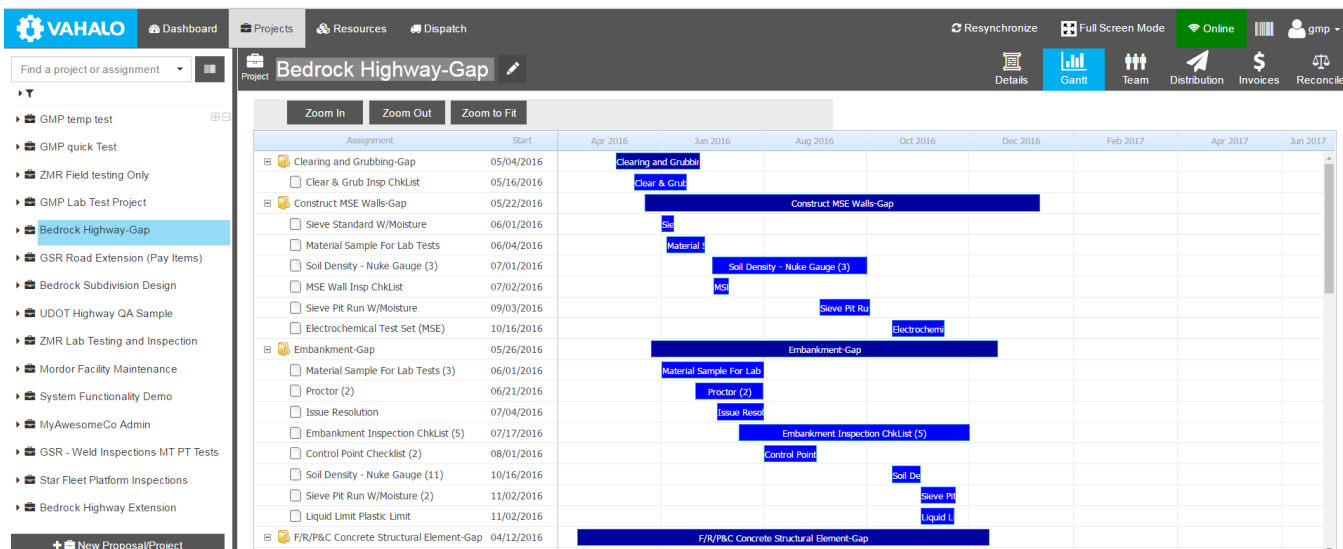 VAHALO Dashboard Projects Resources Dispatch Resynchronize Full Screen Mode Online gmp
Find a project or assignment
Project Bedrock Highway-Gap Details Gantt Team Distribution Invoices Reconcile
GMP temp test
GMP quick Test
ZMR Field testing Only
GMP Lab Test Project
Bedrock Highway-Gap
GSR Road Extension (Pay Items)
Bedrock Subdivision Design
UDOT Highway QA Sample
ZMR Lab Testing and Inspection
Mordor Facility Maintenance
System Functionality Demo
MyAwesomeCo Admin
GSR - Weld Inspections MT PT Tests
Star Fleet Platform Inspections
Bedrock Highway Extension
New Proposal/Project
Zoom In Zoom Out Zoom to Fit
Assignment Start Apr 2016 Jun 2016 Aug 2016 Oct 2016 Dec 2016 Feb 2017 Apr 2017 Jun 2017
Clearing and Grubbing-Gap 05/04/2016 Clearing and Grubbin
Clear & Grub Insp ChkList 05/16/2016 Clear & Grub
Construct MSE Walls-Gap 05/22/2016 Construct MSE Walls-Gap
Sieve Standard W/Moisture 06/01/2016 Sie
Material Sample For Lab Tests 06/04/2016 Material S
Soil Density - Nuke Gauge (3) 07/01/2016 Soil Density - Nuke Gauge (3)
MSE Wall Insp ChkList 07/02/2016 MSE
Sieve Pit Run W/Moisture 09/03/2016 Sieve Pit Ru
Electrochemical Test Set (MSE) 10/16/2016 Electrochemi
Embankment-Gap 05/26/2016 Embankment-Gap
Material Sample For Lab Tests (3) 06/01/2016 Material Sample For Lab
Proctor (2) 06/21/2016 Proctor (2)
Issue Resolution 07/04/2016 Issue Resol
Embankment Inspection ChkList (5) 07/17/2016 Embankment Inspection ChkList (5)
Control Point Checklist (2) 08/01/2016 Control Point
Soil Density - Nuke Gauge (11) 10/16/2016 Soil De
Sieve Pit Run W/Moisture (2) 11/02/2016 Sieve Pit
Liquid Limit Plastic Limit 11/02/2016 Liquid L
F/R/P&C Concrete Structural Element-Gap 04/12/2016 F/R/P&C Concrete Structural Element-Gap